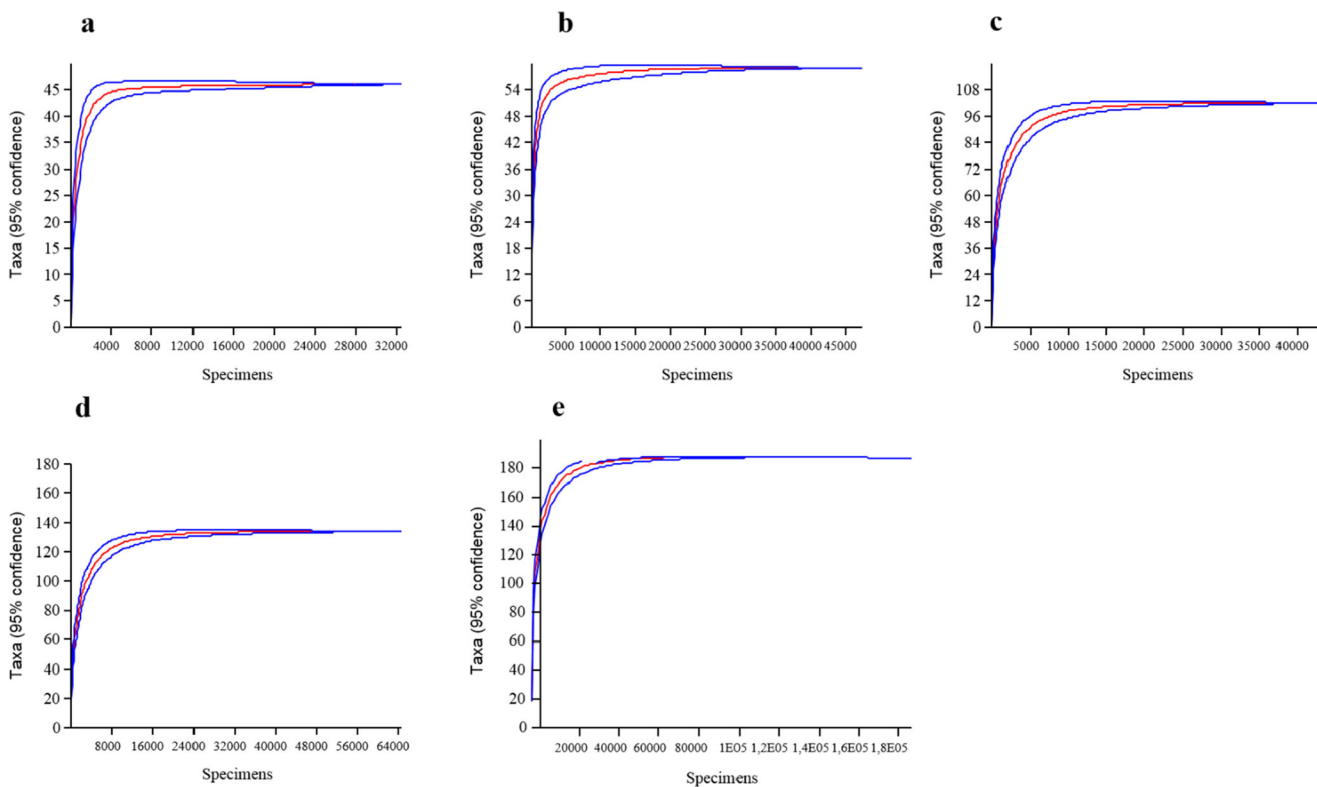 a
Taxa (95% confidence)
45
40
35
30
25
20
15
10
5
0
4000 8000 12000 16000 20000 24000 28000 32000
Specimens
b
Taxa (95% confidence)
54
48
42
36
30
24
18
12
6
0
5000 10000 15000 20000 25000 30000 35000 40000 45000
Specimens
c
Taxa (95% confidence)
108
96
84
72
60
48
36
24
12
0
5000 10000 15000 20000 25000 30000 35000 40000
Specimens
d
Taxa (95% confidence)
180
160
140
120
100
80
60
40
20
0
8000 16000 24000 32000 40000 48000 56000 64000
Specimens
e
Taxa (95% confidence)
180
160
140
120
100
80
60
40
20
0
20000 40000 60000 80000 1E05 1,2E05 1,4E05 1,6E05 1,8E05
Specimens